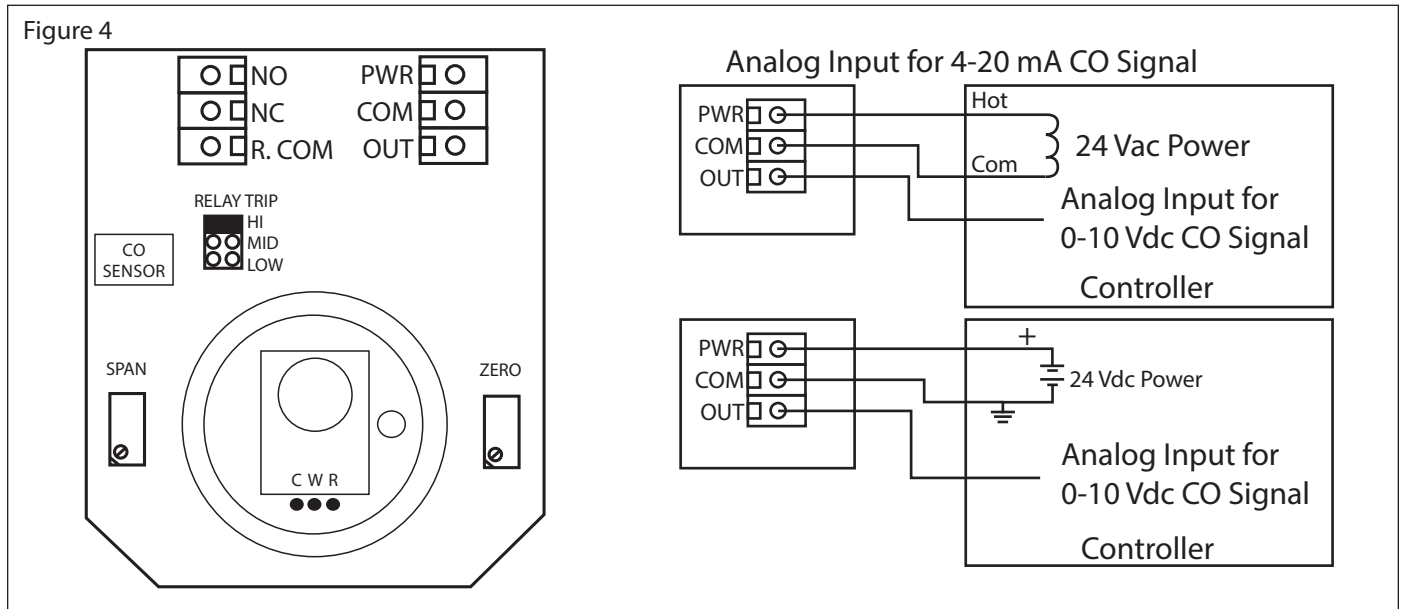 Figure 4
NO
NC
R. COM
PWR
COM
OUT
RELAY TRIP
HI
MID
LOW
CO
SENSOR
SPAN
ZERO
C W R
Analog Input for 4-20 mA CO Signal
PWR
COM
OUT
Hot
Com
24 Vac Power
Analog Input for
0-10 Vdc CO Signal
Controller
PWR
COM
OUT
+
24 Vdc Power
Analog Input for
0-10 Vdc CO Signal
Controller